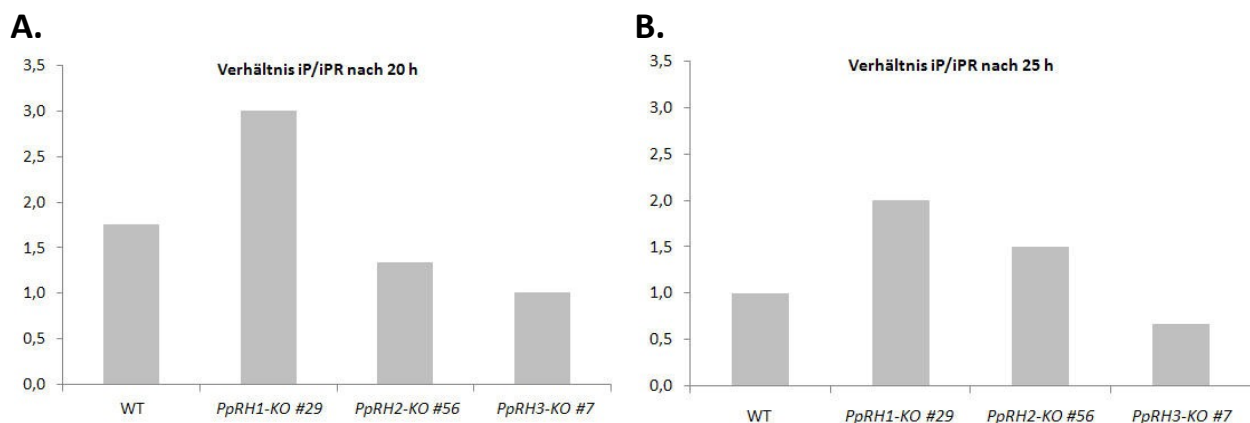 A.
Verhältnis iP/iPR nach 20 h
3,5
3,0
2,5
2,0
1,5
1,0
0,5
0,0
WT PpRH1-KO #29 PpRH2-KO #56 PpRH3-KO #7
B.
Verhältnis iP/iPR nach 25 h
3,5
3,0
2,5
2,0
1,5
1,0
0,5
0,0
WT PpRH1-KO #29 PpRH2-KO #56 PpRH3-KO #7